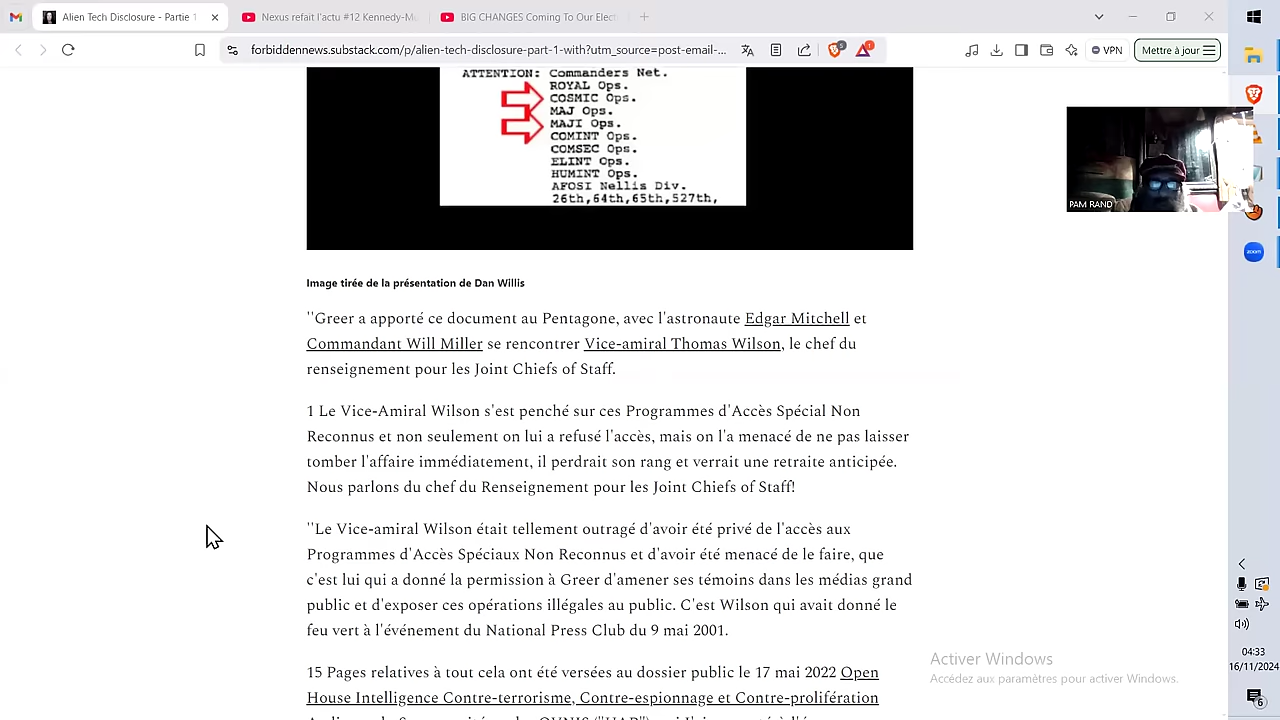 Alien Tech Disclosure - Partie 1
Nexus refait l'actu #12 Kennedy-Mu
BIG CHANGES Coming To Our Elect
forbiddennews.substack.com/p/alien-tech-disclosure-part-1-with?utm_source=post-email-...
VPN
Mettre à jour
ATTENTION: Commanders Net.
ROYAL Ops.
COSMIC Ops.
MAJ Ops.
MAJI Ops.
COMINT Ops.
COMSEC Ops.
ELINT Ops.
HUMINT Ops.
AFOSI Nellis Div.
26th,64th,65th,527th,
PAM RAND
zoom
Image tirée de la présentation de Dan Willis
''Greer a apporté ce document au Pentagone, avec l'astronaute Edgar Mitchell et
Commandant Will Miller se rencontrer Vice-amiral Thomas Wilson, le chef du
renseignement pour les Joint Chiefs of Staff.
1 Le Vice-Amiral Wilson s'est penché sur ces Programmes d'Accès Spécial Non
Reconnus et non seulement on lui a refusé l'accès, mais on l'a menacé de ne pas laisser
tomber l'affaire immédiatement, il perdrait son rang et verrait une retraite anticipée.
Nous parlons du chef du Renseignement pour les Joint Chiefs of Staff!
''Le Vice-amiral Wilson était tellement outragé d'avoir été privé de l'accès aux
Programmes d'Accès Spéciaux Non Reconnus et d'avoir été menacé de le faire, que
c'est lui qui a donné la permission à Greer d'amener ses témoins dans les médias grand
public et d'exposer ces opérations illégales au public. C'est Wilson qui avait donné le
feu vert à l'événement du National Press Club du 9 mai 2001.
15 Pages relatives à tout cela ont été versées au dossier public le 17 mai 2022 Open
House Intelligence Contre-terrorisme, Contre-espionnage et Contre-prolifération
Activer Windows
Accédez aux paramètres pour activer Windows.
04:33
16/11/2024
6